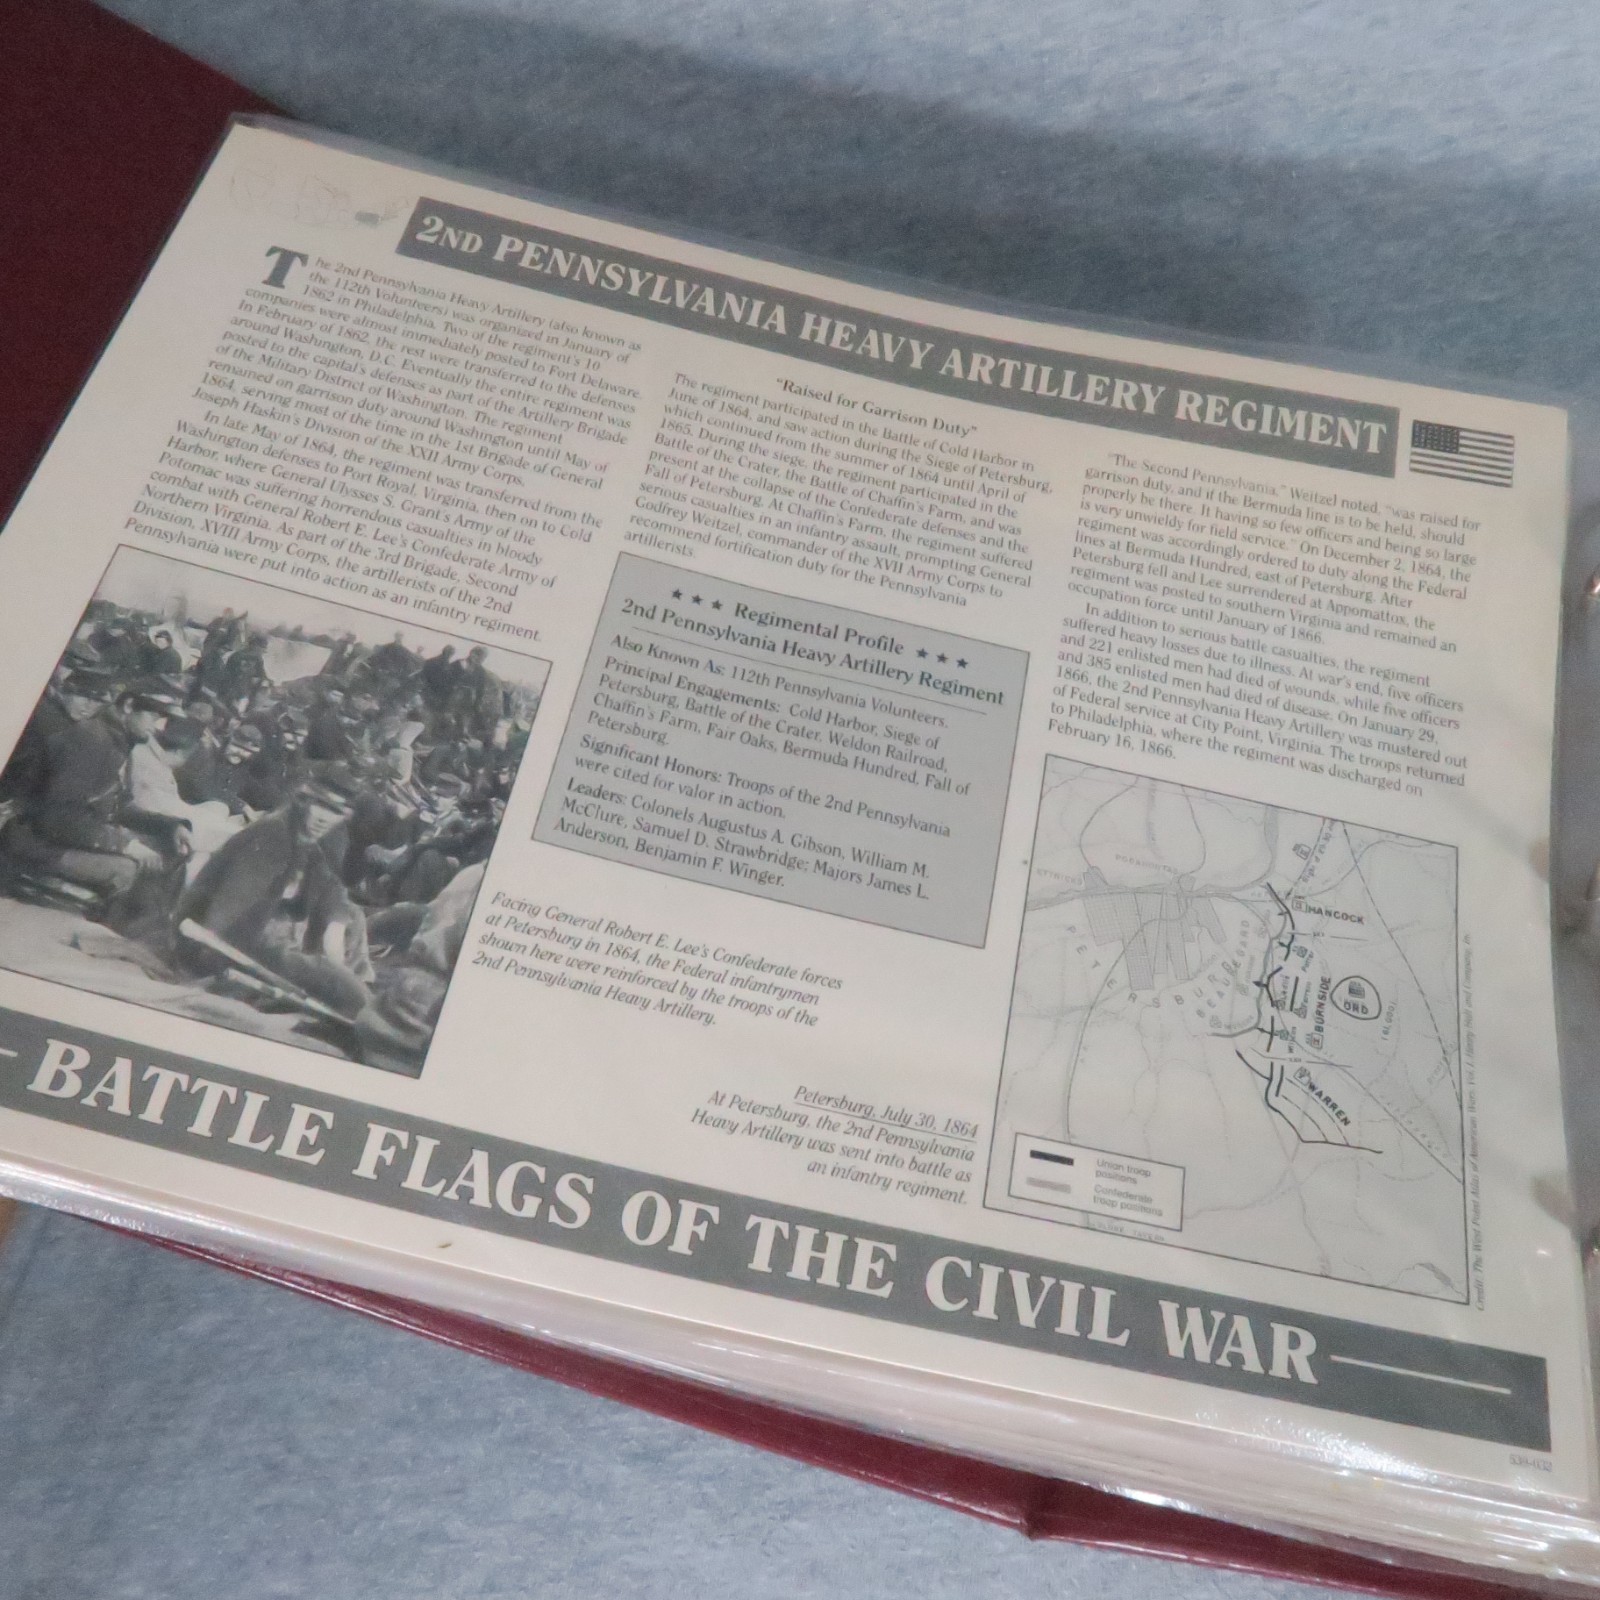 2ND PENNSYLVANIA HEAVY ARTILLERY REGIMENT
The 2nd Pennsylvania Heavy Artillery (also known as
the 112th Volunteers) was organized in January of
1862 in Philadelphia. Two of the regiment's 10
companies were almost immediately posted to Fort Delaware.
In February of 1862, the rest were transferred to the defenses
around Washington, D.C. Eventually the entire regiment was
posted to the capital's defenses as part of the Artillery Brigade
of the Military District of Washington. The regiment
remained on garrison duty around Washington until May of
1864, serving most of the time in the 1st Brigade of General
Joseph Haskin's Division of the XXII Army Corps.
In late May of 1864, the regiment was transferred from the
Washington defenses to Port Royal, Virginia, then on to Cold
Harbor, where General Ulysses S. Grant's Army of the
Potomac was suffering horrendous casualties in bloody
combat with General Robert E. Lee's Confederate Army of
Northern Virginia. As part of the 3rd Brigade, Second
Division, XVIII Army Corps, the artillerists of the 2nd
Pennsylvania were put into action as an infantry regiment.
"Raised for Garrison Duty"
The regiment participated in the Battle of Cold Harbor in
June of 1864, and saw action during the Siege of Petersburg,
which continued from the summer of 1864 until April of
1865. During the siege, the regiment participated in the
Battle of the Crater, the Battle of Chaffin's Farm, and was
present at the collapse of the Confederate defenses and the
Fall of Petersburg. At Chaffin's Farm, the regiment suffered
serious casualties in an infantry assault, prompting General
Godfrey Weitzel, commander of the XVII Army Corps to
recommend fortification duty for the Pennsylvania
artillerists.
"The Second Pennsylvania," Weitzel noted, "was raised for
garrison duty, and if the Bermuda line is to be held, should
properly be there. It having so few officers and being so large
is very unwieldy for field service." On December 2, 1864, the
regiment was accordingly ordered to duty along the Federal
lines at Bermuda Hundred, east of Petersburg. After
Petersburg fell and Lee surrendered at Appomattox, the
regiment was posted to southern Virginia and remained an
occupation force until January of 1866.
In addition to serious battle casualties, the regiment
suffered heavy losses due to illness. At war's end, five officers
and 221 enlisted men had died of wounds, while five officers
and 385 enlisted men had died of disease. On January 29,
1866, the 2nd Pennsylvania Heavy Artillery was mustered out
of Federal service at City Point, Virginia. The troops returned
to Philadelphia, where the regiment was discharged on
February 16, 1866.
★ ★ ★ Regimental Profile ★ ★ ★
2nd Pennsylvania Heavy Artillery Regiment
Also Known As: 112th Pennsylvania Volunteers.
Principal Engagements: Cold Harbor, Siege of
Petersburg, Battle of the Crater, Weldon Railroad,
Chaffin's Farm, Fair Oaks, Bermuda Hundred, Fall of
Petersburg.
Significant Honors: Troops of the 2nd Pennsylvania
were cited for valor in action.
Leaders: Colonels Augustus A. Gibson, William M.
McClure, Samuel D. Strawbridge; Majors James L.
Anderson, Benjamin F. Winger.
Facing General Robert E. Lee's Confederate forces
at Petersburg in 1864, the Federal infantrymen
shown here were reinforced by the troops of the
2nd Pennsylvania Heavy Artillery.
Petersburg, July 30, 1864
At Petersburg, the 2nd Pennsylvania
Heavy Artillery was sent into battle as
an infantry regiment.
HANCOCK
PETERSBURG
BEAUREGARD
BURNSIDE
ORD
WARREN
Union troop
positions
Confederate
troop positions
BATTLE FLAGS OF THE CIVIL WAR